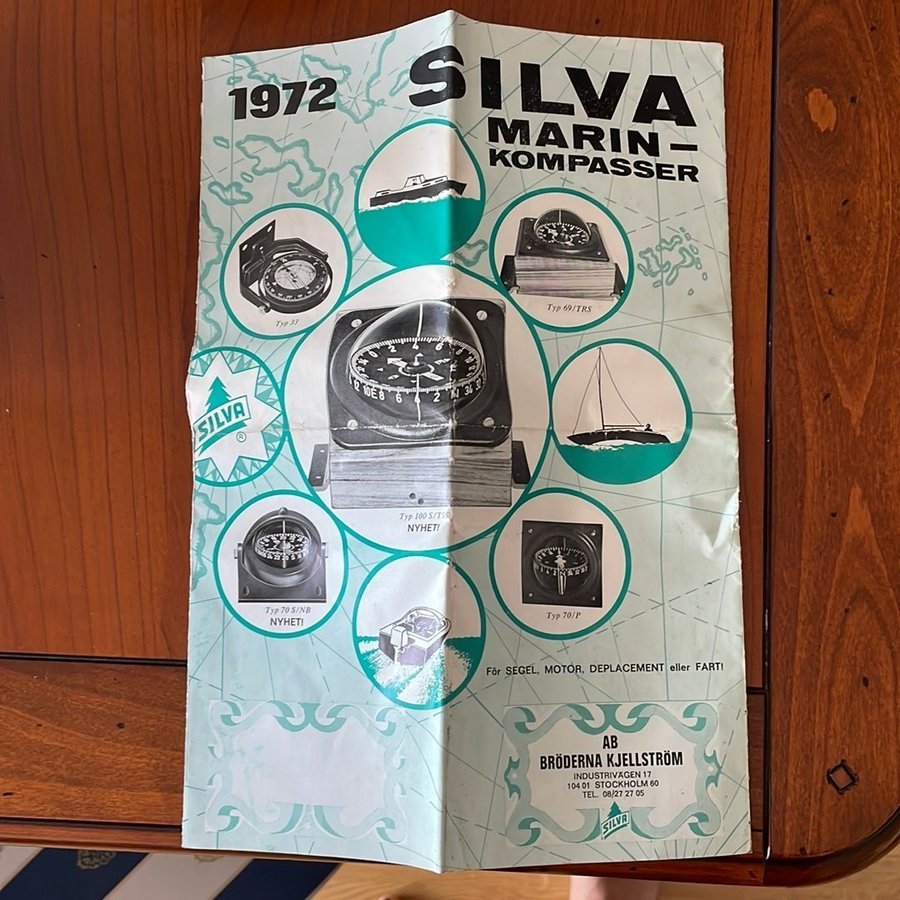 1972
SILVA
MARIN-
KOMPASSER
Typ 33
Typ 69/TRS
SILVA
®
Typ 100 S/TBS
NYHET!
Typ 70 S/NB
NYHET!
Typ 70/P
För SEGEL, MOTOR, DEPLACEMENT eller FART!
AB
BRÖDERNA KJELLSTRÖM
INDUSTRIVÄGEN 17
104 01 STOCKHOLM 60
TEL. 08/27 27 05
SILVA